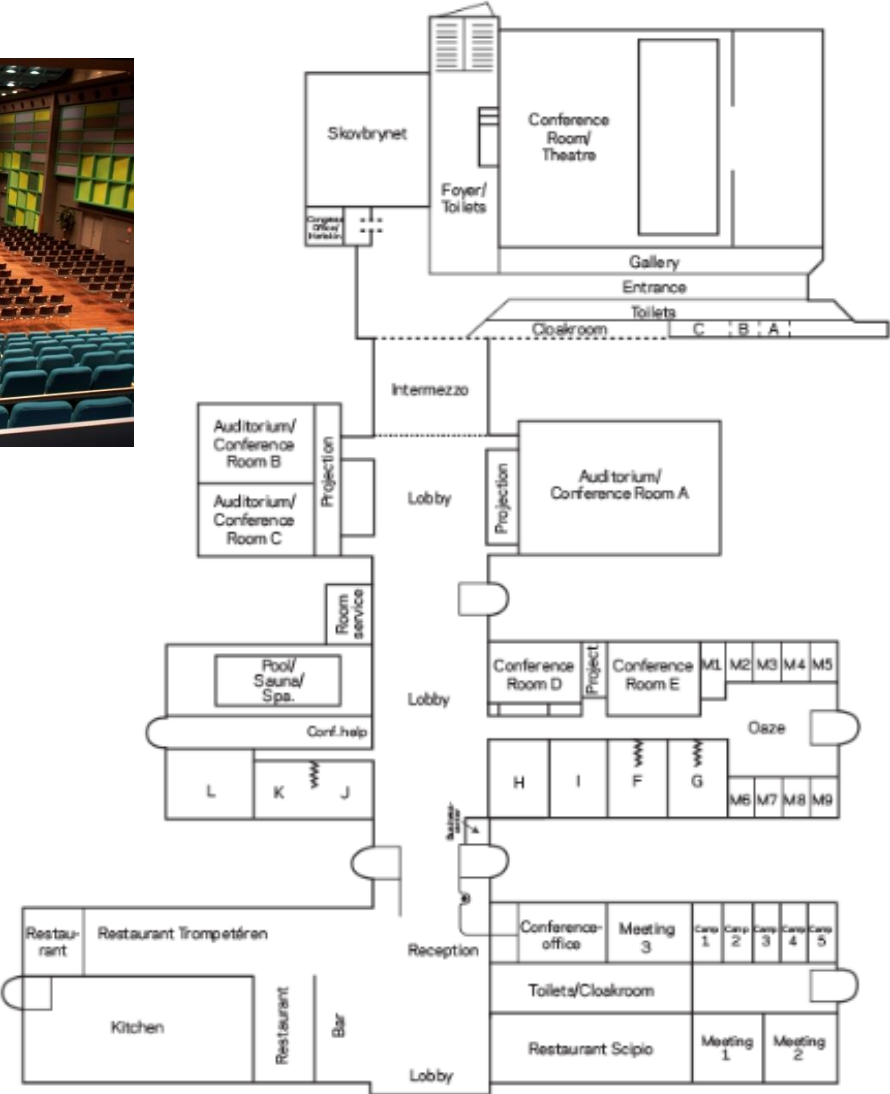 Skovbrynet
Conference
Room/
Theatre
Foyer/
Toilets
Congress
Office/
Gallery
Entrance
Toilets
Cloakroom
C
B
A
Intermezzo
Auditorium/
Conference
Room B
Projection
Auditorium/
Conference
Room C
Lobby
Projection
Auditorium/
Conference Room A
Room
service
Pool/
Sauna/
Spa.
Conf.help
Lobby
Conference
Room D
Project.
Conference
Room E
M1
M2
M3
M4
M5
Oaze
L
K
J
H
I
F
G
M6
M7
M8
M9
Business-
center
Restau-
rant
Restaurant Trompetéren
Reception
Conference-
office
Meeting
3
Camp
1
Camp
2
Camp
3
Camp
4
Camp
5
Toilets/Cloakroom
Kitchen
Restaurant
Bar
Restaurant Scipio
Meeting
1
Meeting
2
Lobby